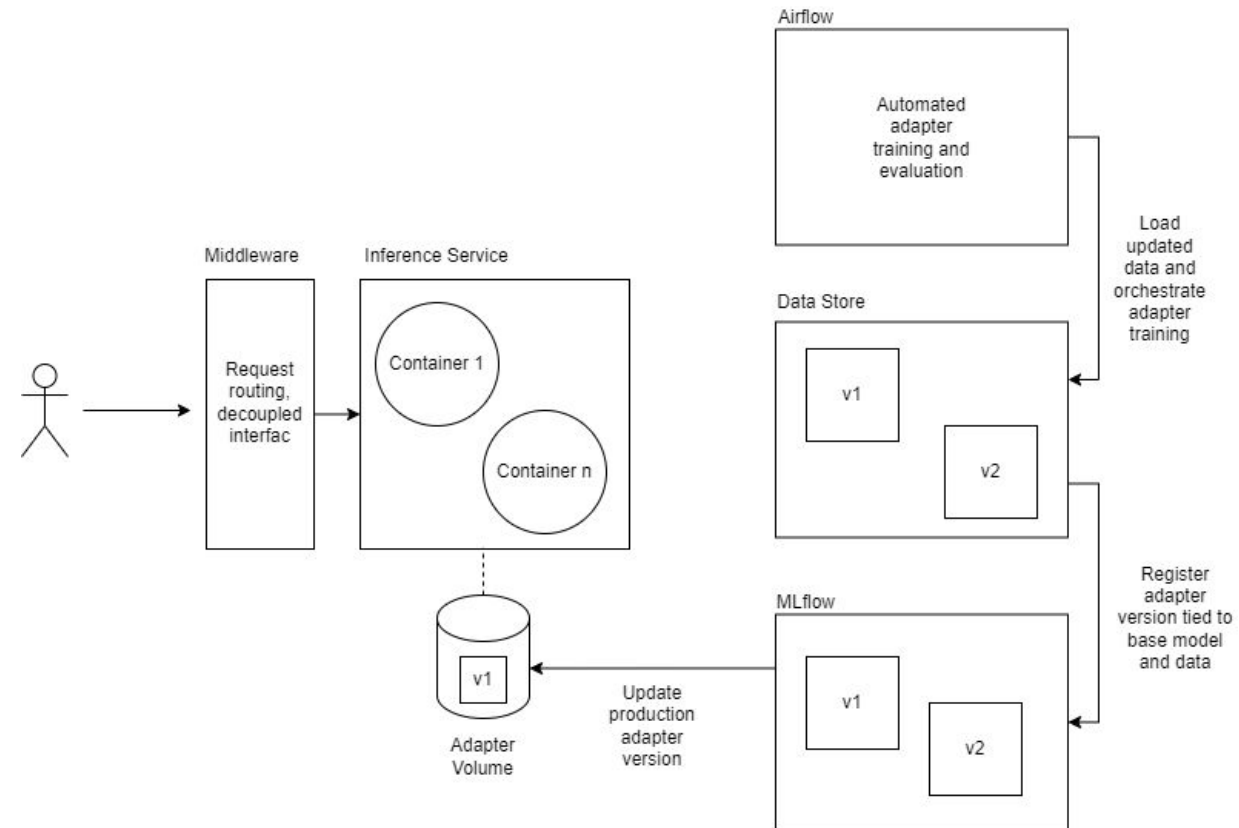 Airflow
Automated
adapter
training and
evaluation
Load
updated
data and
orchestrate
adapter
training
Middleware
Inference Service
Request
routing,
decoupled
interfac
Container 1
Container n
Data Store
v1
v2
Register
adapter
version tied to
base model
and data
MLflow
v1
v2
Update
production
adapter
version
v1
Adapter
Volume